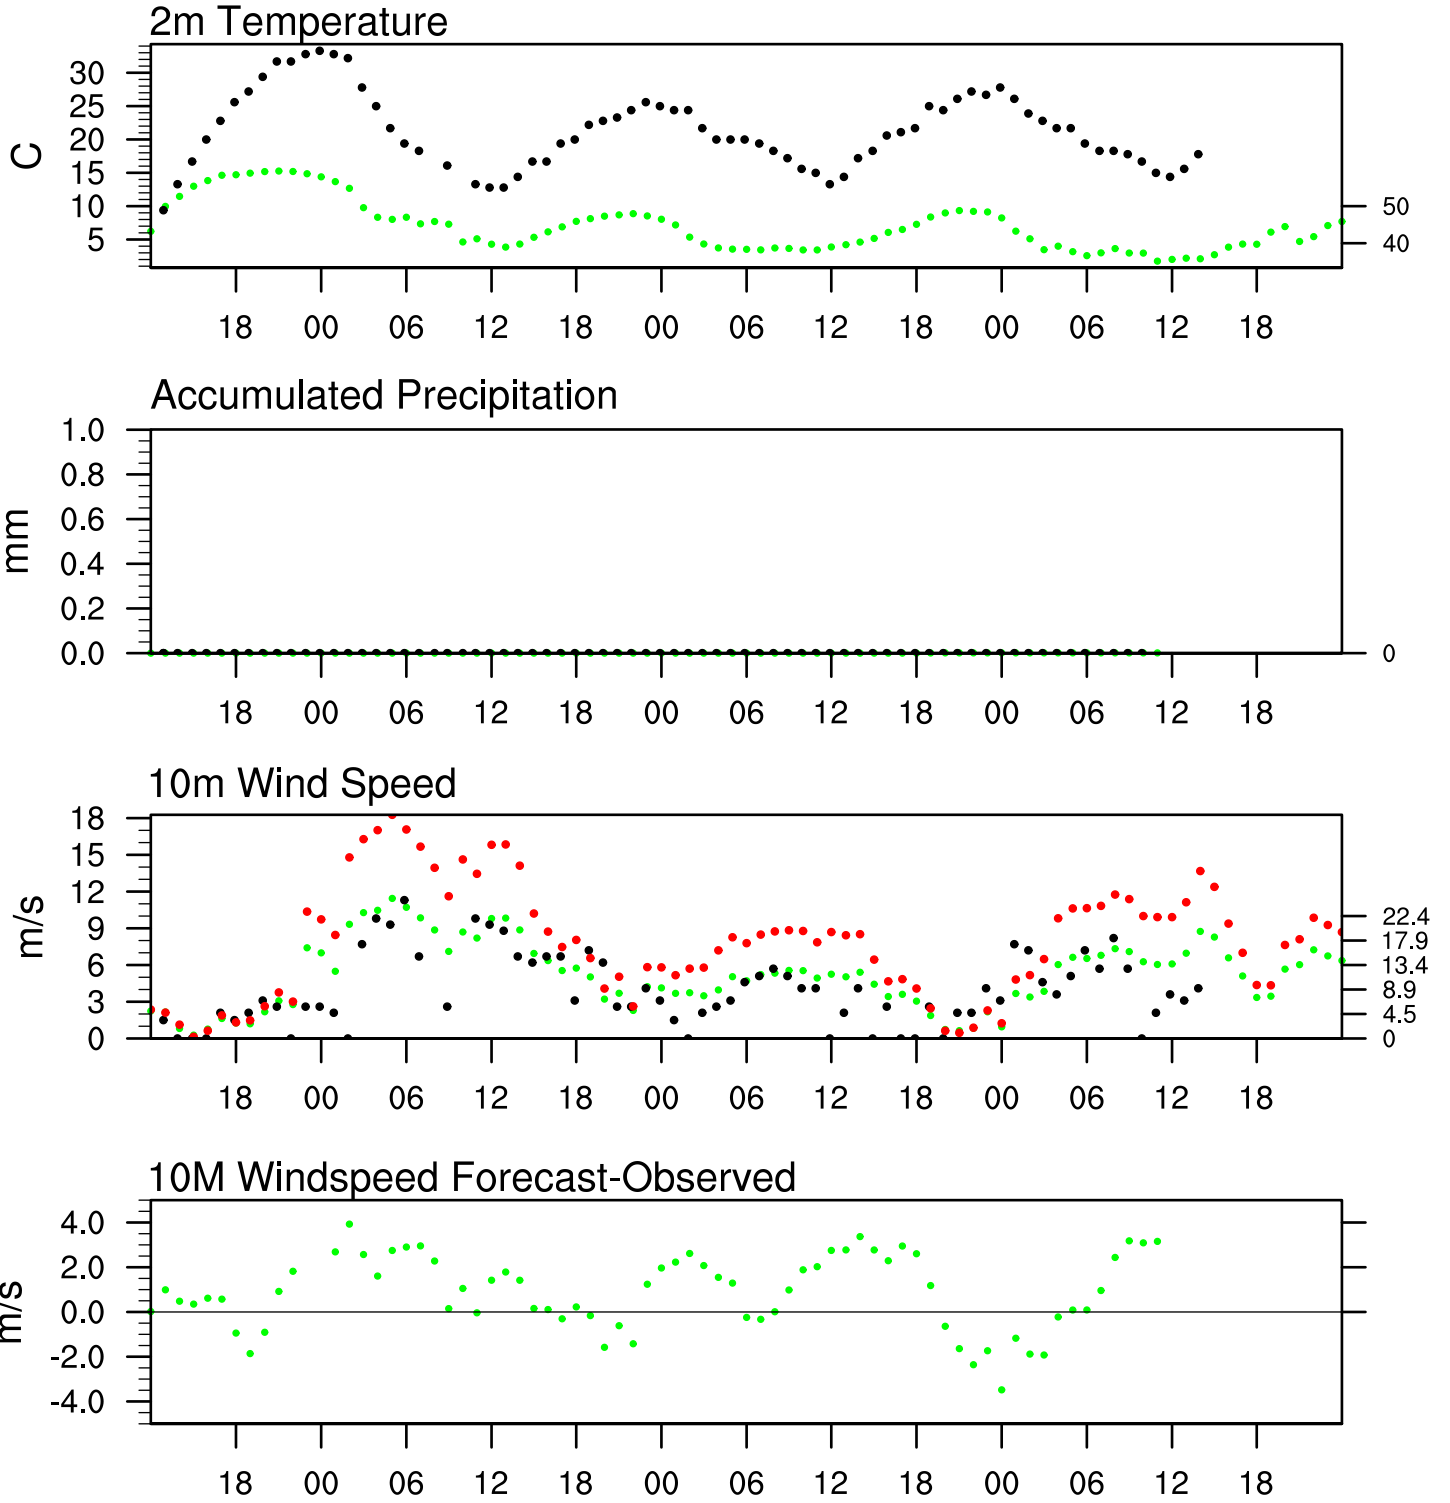 2m Temperature
C
30
25
20
15
10
5
50
40
18 00 06 12 18 00 06 12 18 00 06 12 18
Accumulated Precipitation
mm
1.0
0.8
0.6
0.4
0.2
0.0
0
18 00 06 12 18 00 06 12 18 00 06 12 18
10m Wind Speed
m/s
18
15
12
9
6
3
0
22.4
17.9
13.4
8.9
4.5
0
18 00 06 12 18 00 06 12 18 00 06 12 18
10M Windspeed Forecast-Observed
m/s
4.0
2.0
0.0
-2.0
-4.0
18 00 06 12 18 00 06 12 18 00 06 12 18